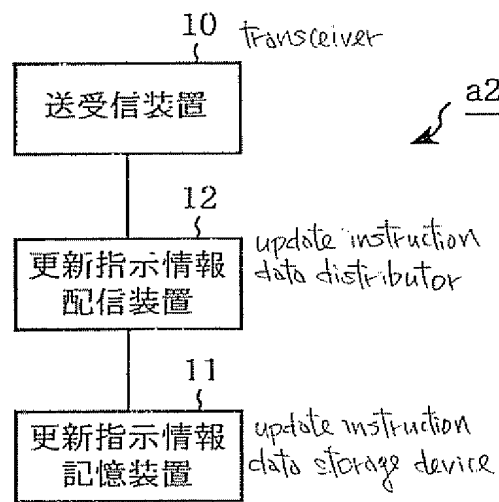 10 transceiver
送受信装置
a2
12
更新指示情報
配信装置
update instruction
data distributor
11
更新指示情報
記憶装置
update instruction
data storage device